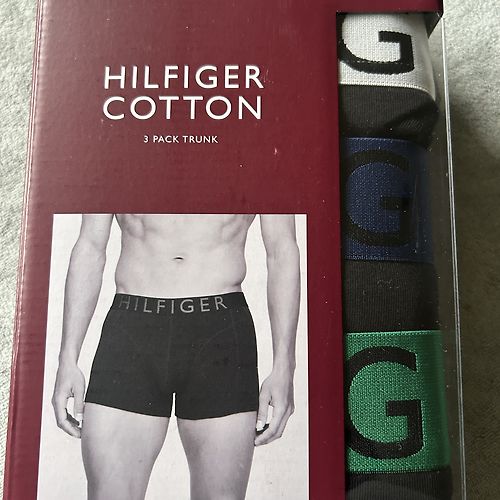 HILFIGER
COTTON
3 PACK TRUNK
HILFIGER
G
G
G